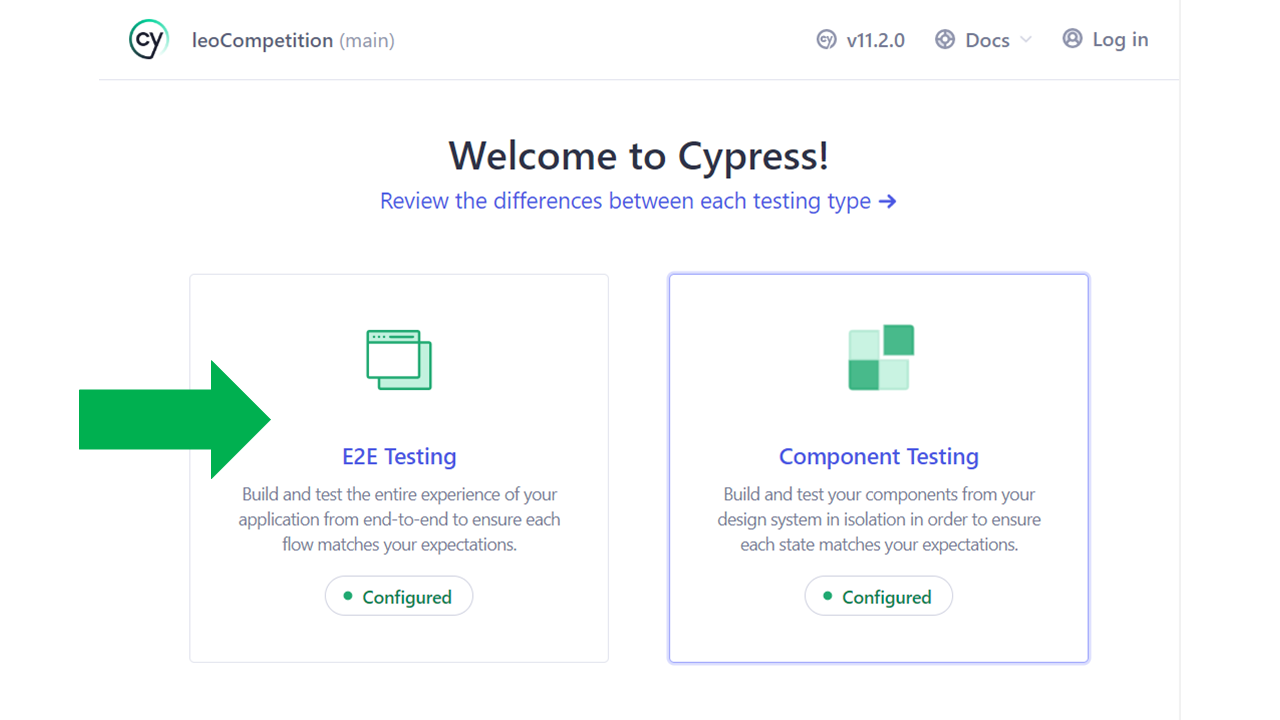 cy leoCompetition (main) cy v11.2.0 Docs Log in
Welcome to Cypress!
Review the differences between each testing type →
E2E Testing
Build and test the entire experience of your
application from end-to-end to ensure each
flow matches your expectations.
Configured
Component Testing
Build and test your components from your
design system in isolation in order to ensure
each state matches your expectations.
Configured